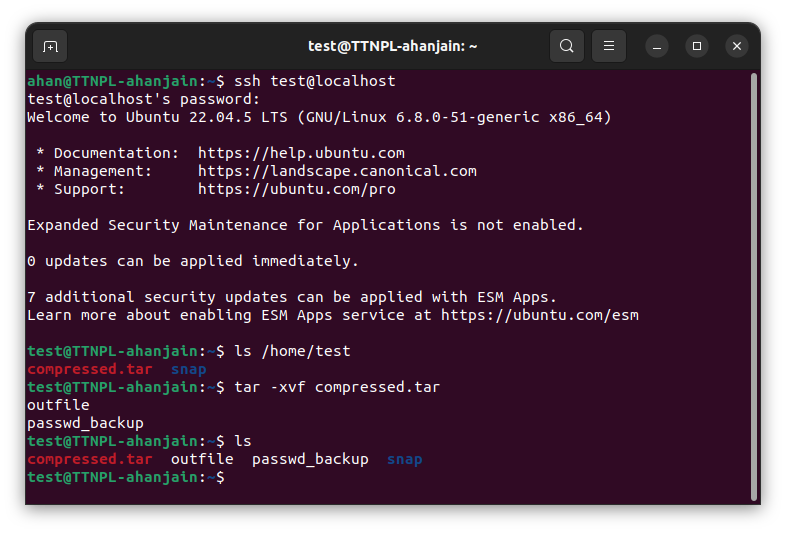 test@TTNPL-ahanjain: ~
ahan@TTNPL-ahanjain:~$ ssh test@localhost
test@localhost's password:
Welcome to Ubuntu 22.04.5 LTS (GNU/Linux 6.8.0-51-generic x86_64)

 * Documentation:  https://help.ubuntu.com
 * Management:     https://landscape.canonical.com
 * Support:        https://ubuntu.com/pro

Expanded Security Maintenance for Applications is not enabled.

0 updates can be applied immediately.

7 additional security updates can be applied with ESM Apps.
Learn more about enabling ESM Apps service at https://ubuntu.com/esm

test@TTNPL-ahanjain:~$ ls /home/test
compressed.tar  snap
test@TTNPL-ahanjain:~$ tar -xvf compressed.tar
outfile
passwd_backup
test@TTNPL-ahanjain:~$ ls
compressed.tar  outfile  passwd_backup  snap
test@TTNPL-ahanjain:~$